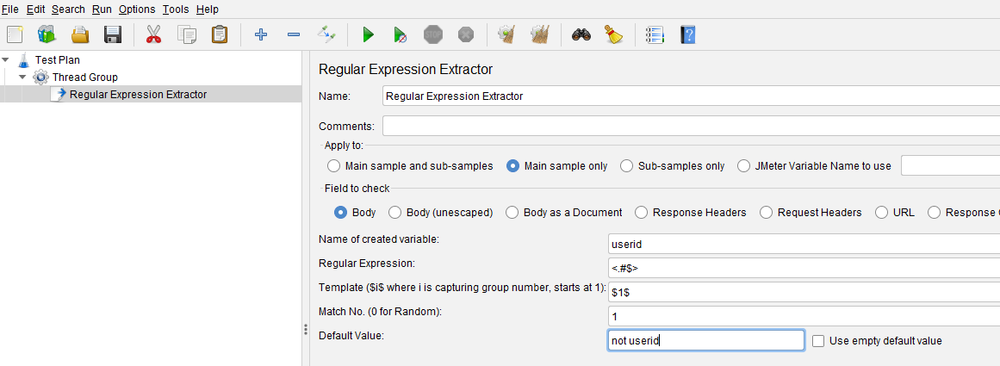 File Edit Search Run Options Tools Help
STOP
?
Test Plan
Thread Group
Regular Expression Extractor
Regular Expression Extractor
Name: Regular Expression Extractor
Comments:
Apply to:
Main sample and sub-samples Main sample only Sub-samples only JMeter Variable Name to use
Field to check
Body Body (unescaped) Body as a Document Response Headers Request Headers URL Response
Name of created variable: userid
Regular Expression: <.#$>
Template ($i$ where i is capturing group number, starts at 1): $1$
Match No. (0 for Random): 1
Default Value: not userid Use empty default value